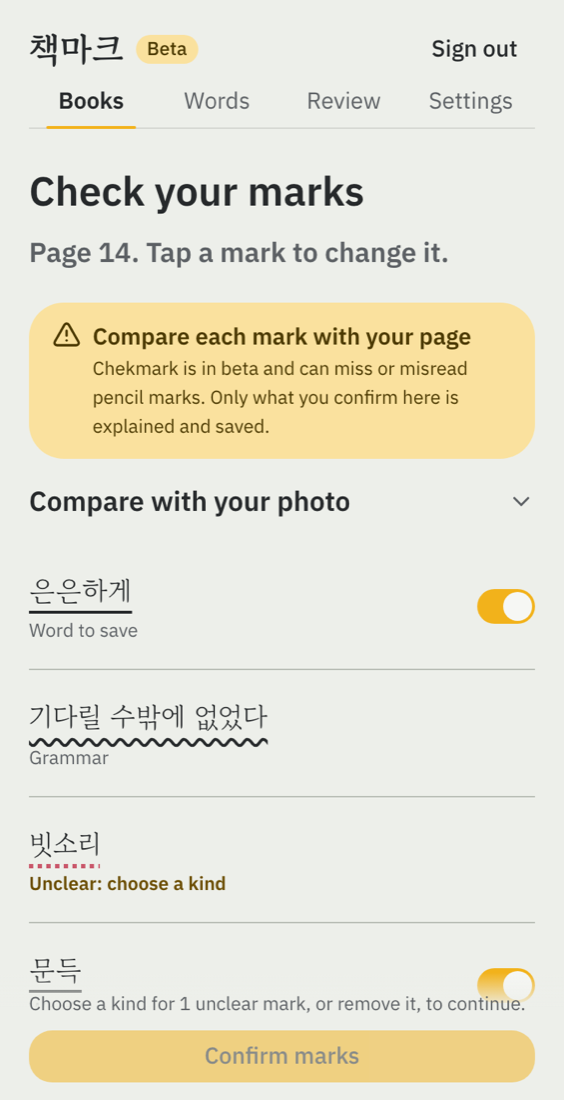 책마크 Beta Sign out
Books Words Review Settings
Check your marks
Page 14. Tap a mark to change it.
Compare each mark with your page
Chekmark is in beta and can miss or misread
pencil marks. Only what you confirm here is
explained and saved.
Compare with your photo
은은하게
Word to save
기다릴 수밖에 없었다
Grammar
빗소리
Unclear: choose a kind
문득
Choose a kind for 1 unclear mark, or remove it, to continue.
Confirm marks